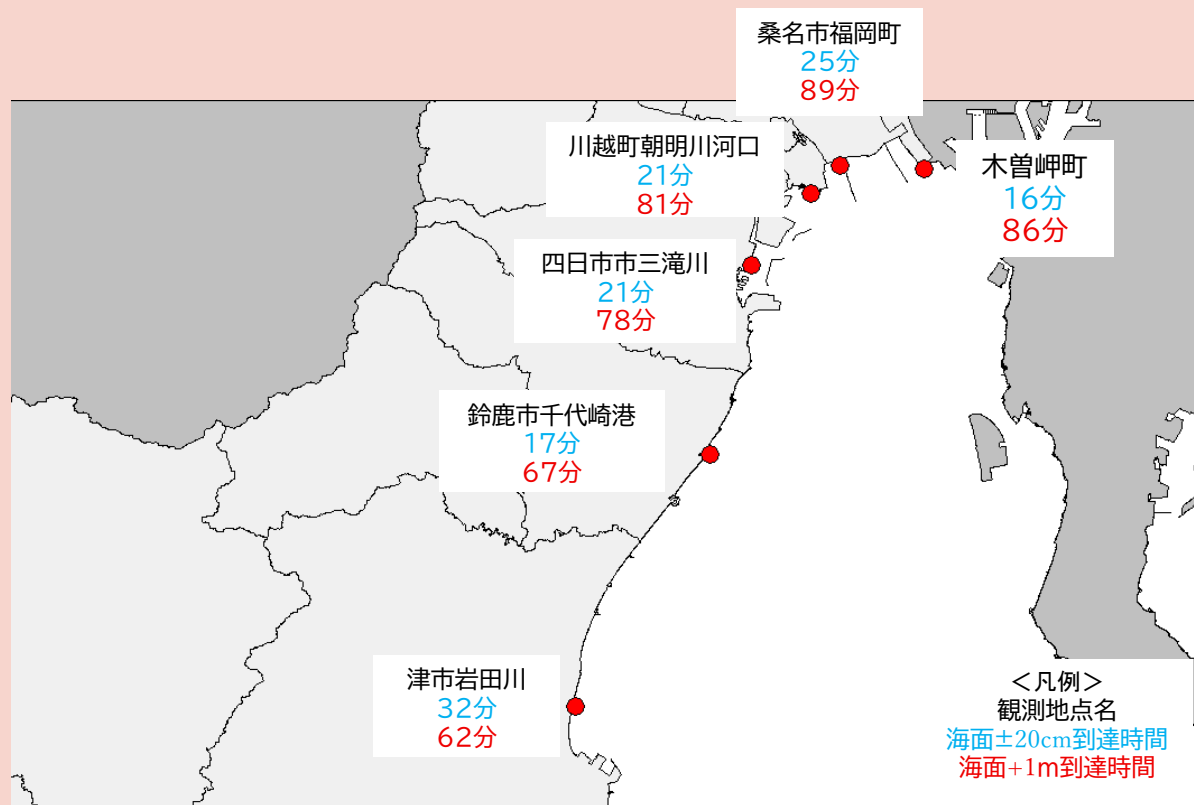 桑名市福岡町
25分
89分
川越町朝明川河口
21分
81分
木曽岬町
16分
86分
四日市市三滝川
21分
78分
鈴鹿市千代崎港
17分
67分
津市岩田川
32分
62分
＜凡例＞
観測地点名
海面±20cm到達時間
海面+1m到達時間